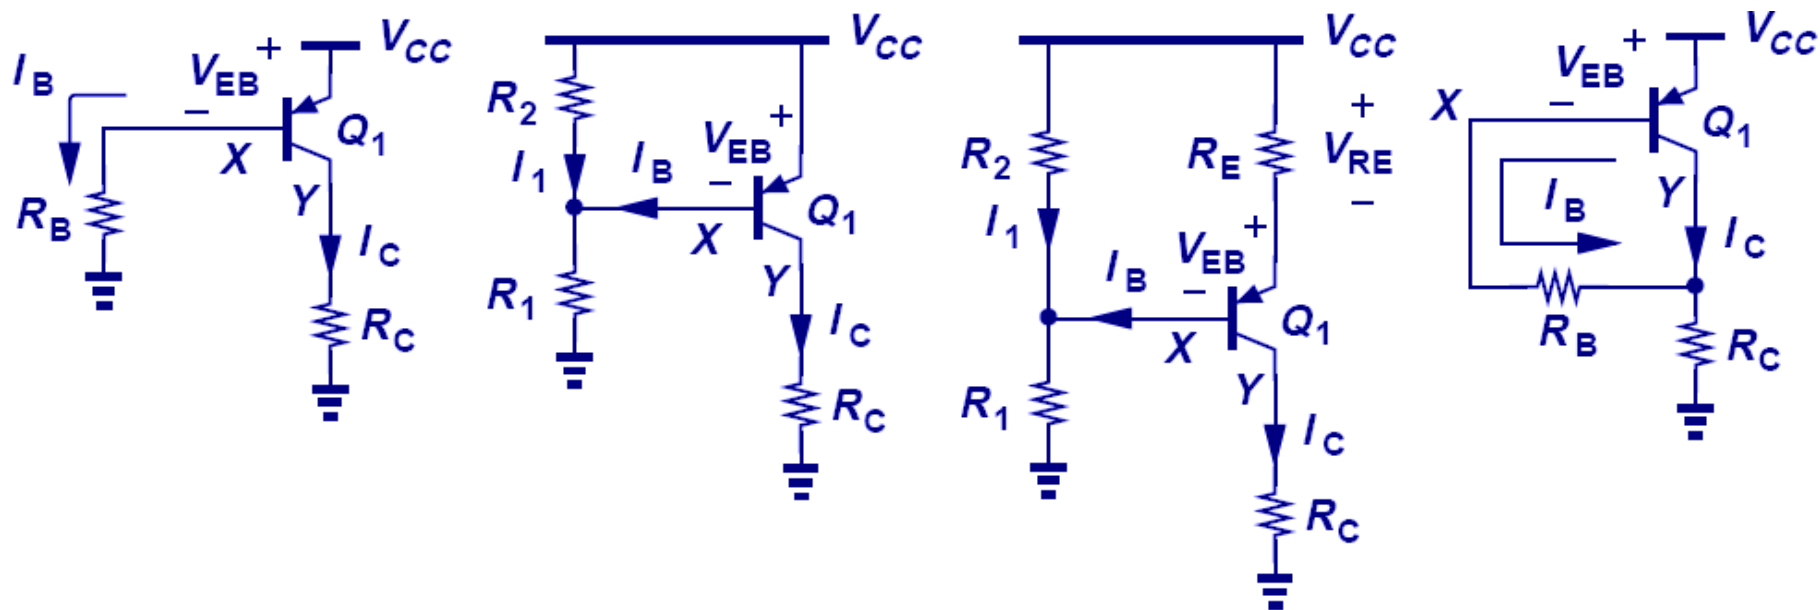 I_B
V_EB
+
−
V_CC
Q_1
X
Y
R_B
I_C
R_C
V_CC
R_2
I_1
I_B
V_EB
+
−
Q_1
X
Y
R_1
I_C
R_C
V_CC
R_2
R_E
+
V_RE
−
I_1
I_B
V_EB
+
−
Q_1
X
Y
R_1
I_C
R_C
V_CC
V_EB
+
−
X
Q_1
Y
I_B
I_C
R_B
R_C